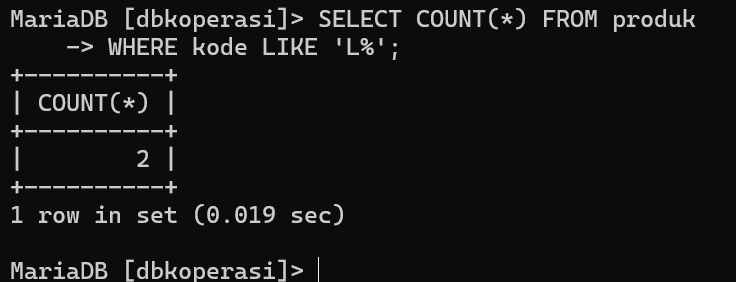 MariaDB [dbkoperasi]> SELECT COUNT(*) FROM produk
    -> WHERE kode LIKE 'L%';
+----------+
| COUNT(*) |
+----------+
|        2 |
+----------+
1 row in set (0.019 sec)
MariaDB [dbkoperasi]>